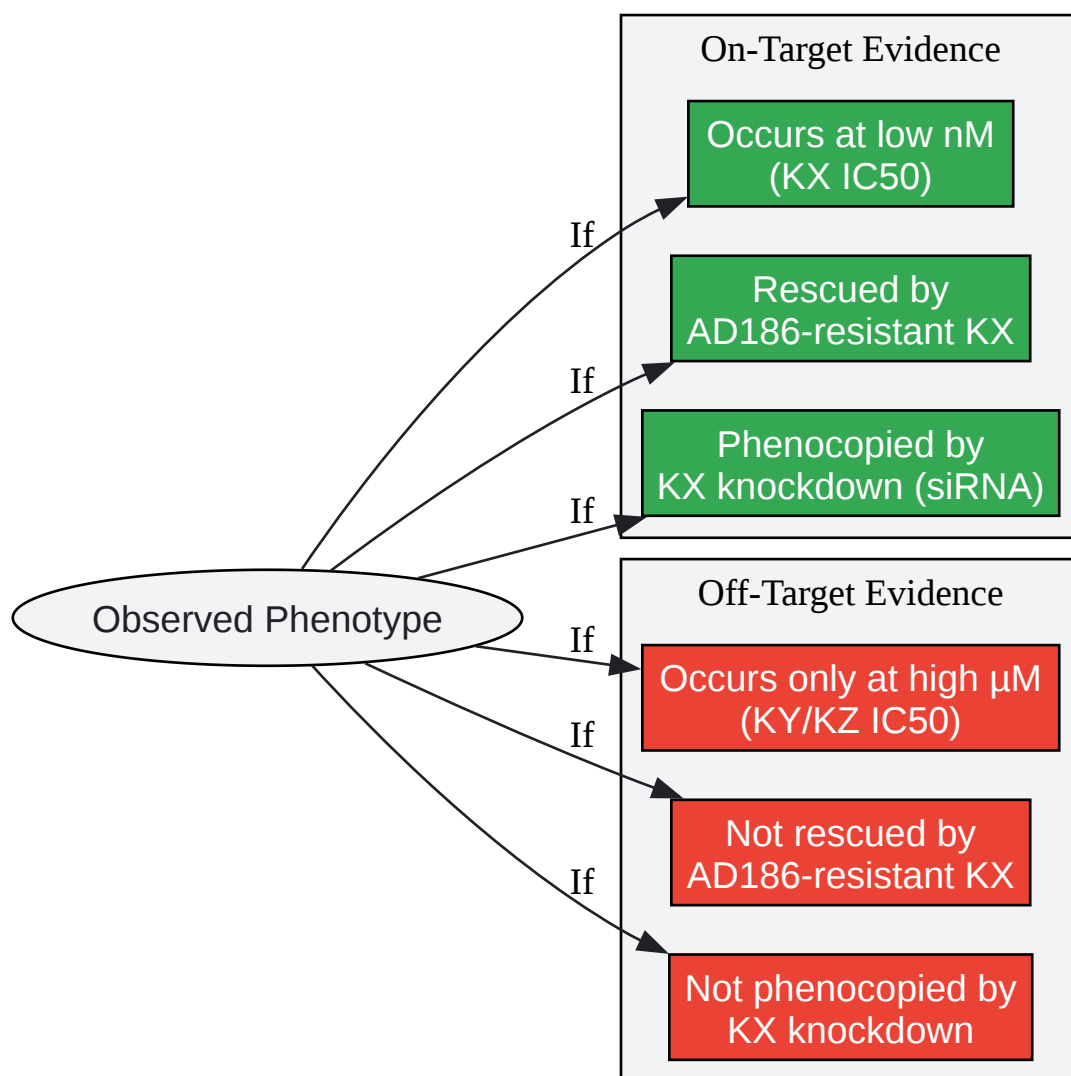 On-Target Evidence
Occurs at low nM
(KX IC50)
If
Rescued by
AD186-resistant KX
If
Phenocopied by
KX knockdown (siRNA)
If
Observed Phenotype
Off-Target Evidence
If
Occurs only at high µM
(KY/KZ IC50)
If
Not rescued by
AD186-resistant KX
If
Not phenocopied by
KX knockdown